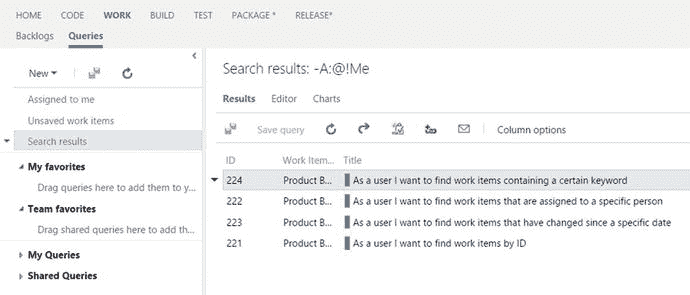 HOME CODE WORK BUILD TEST PACKAGE * RELEASE*
Backlogs Queries
New
Assigned to me
Unsaved work items
Search results
My favorites
Drag queries here to add them to y...
Team favorites
Drag shared queries here to add th...
My Queries
Shared Queries
Search results: -A:@!Me
Results Editor Charts
Save query Column options
ID Work Item... Title
224 Product B... As a user I want to find work items containing a certain keyword
222 Product B... As a user I want to find work items that are assigned to a specific person
223 Product B... As a user I want to find work items that have changed since a specific date
221 Product B... As a user I want to find work items by ID